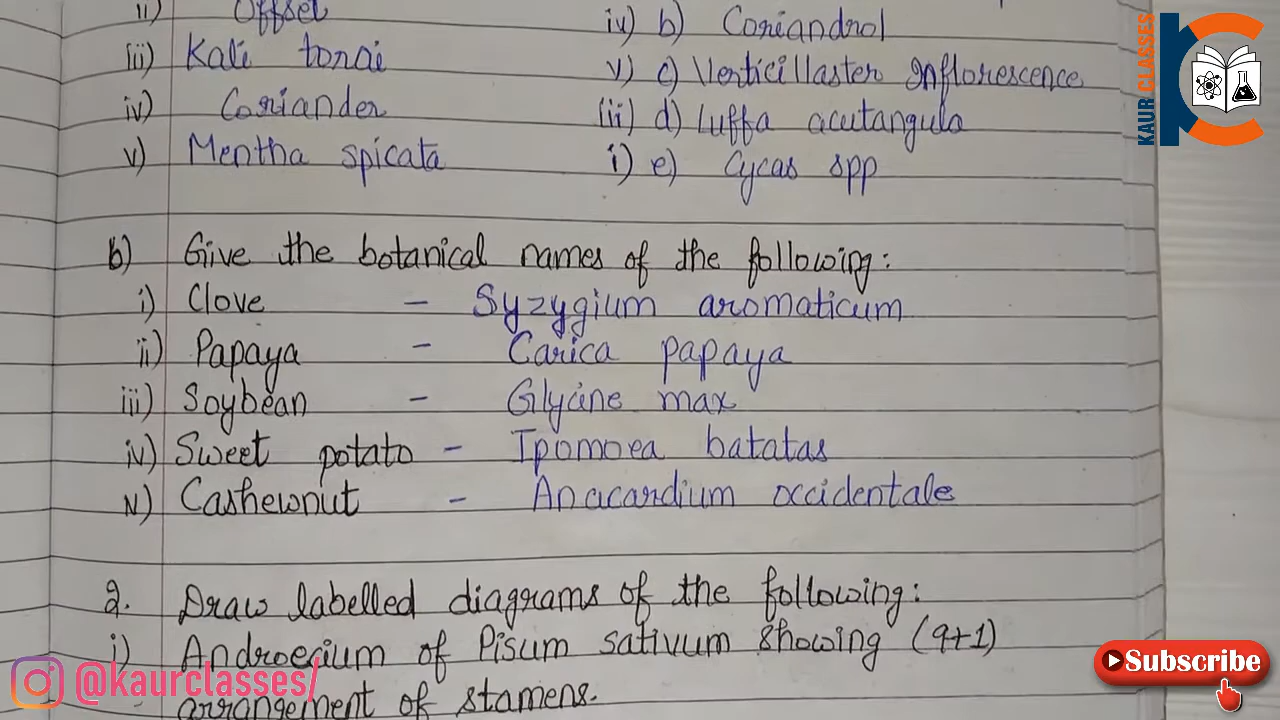 ii) Offset
iv) b) Coriandrol
iii) Kali torai
v) c) Verticillaster Inflorescence
iv) Coriander
iii) d) Luffa acutangula
v) Mentha spicata
i) e) Cycas spp
b) Give the botanical names of the following:
i) Clove - Syzygium aromaticum
ii) Papaya - Carica papaya
iii) Soybean - Glycine max
iv) Sweet potato - Ipomoea batatas
v) Cashewnut - Anacardium occidentale
2. Draw labelled diagrams of the following:
i) Androecium of Pisum sativum showing (9+1)
arrangement of stamens.
KAUR CLASSES
Subscribe
@kaurclasses/